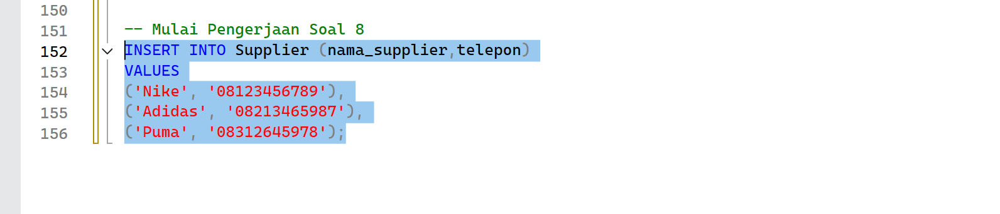 150
151 -- Mulai Pengerjaan Soal 8
152 INSERT INTO Supplier (nama_supplier,telepon)
153 VALUES
154 ('Nike', '08123456789'),
155 ('Adidas', '08213465987'),
156 ('Puma', '08312645978');